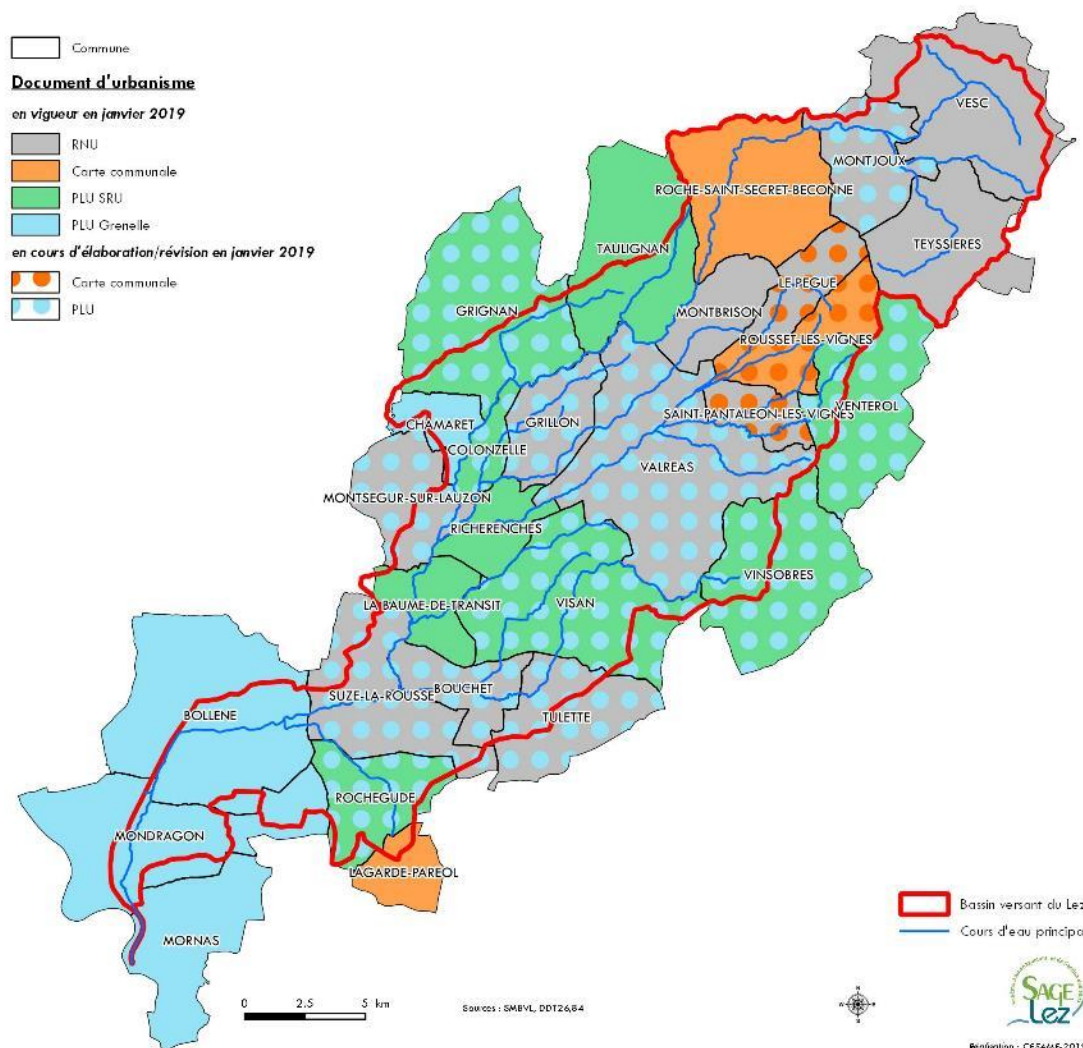 Commune
Document d'urbanisme
en vigueur en janvier 2019
RNU
Carte communale
PLU SRU
PLU Grenelle
en cours d'élaboration/révision en janvier 2019
Carte communale
PLU
VESC
MONTJOUX
ROCHE-SAINT-SECRET-BECONNE
TEYSSIERES
TAULIGNAN
LE PEGUE
GRIGNAN
MONTBRISON
ROUSSET-LES-VIGNES
CHAMARET
GRILLON
SAINT-PANTALEON-LES-VIGNES
VENTEROL
COLONZELLE
VALREAS
MONTSEGUR-SUR-LAUZON
RICHERENCHES
VINSOBRES
LA BAUME-DE-TRANSIT
VISAN
BOUCHET
SUZE-LA-ROUSSE
BOLLENE
TULETTE
ROCHEGUDE
MONDRAGON
LAGARDE-PAREOL
MORNAS
Bassin versant du Lez
Cours d'eau principa
0 2.5 5 km
Sources : SMBVL, DDT26,84
SAGE
Lez